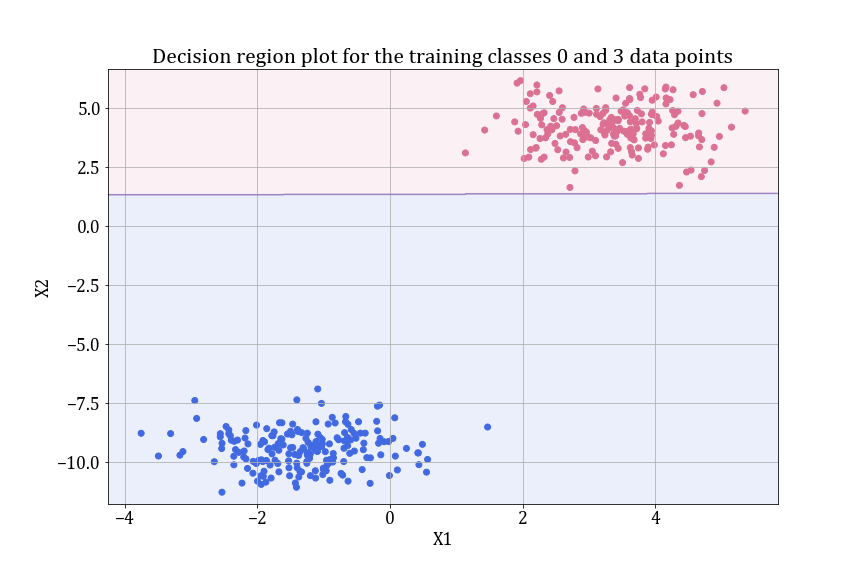 Decision region plot for the training classes 0 and 3 data points
5.0
2.5
0.0
−2.5
−5.0
−7.5
−10.0
X2
−4 −2 0 2 4
X1